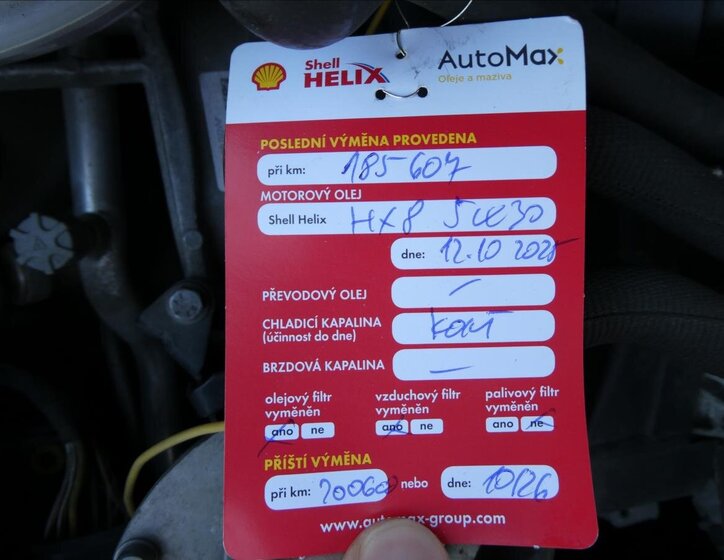 Shell
HELIX
AutoMax
Oleje a maziva
POSLEDNÍ VÝMĚNA PROVEDENA
při km: 185 607
MOTOROVÝ OLEJ
Shell Helix HX8 5W30
dne: 12.10 2025
PŘEVODOVÝ OLEJ –
CHLADICÍ KAPALINA
(účinnost do dne)
BRZDOVÁ KAPALINA –
olejový filtr vyměněn
ano ne
vzduchový filtr vyměněn
ano ne
palivový filtr vyměněn
ano ne
PŘÍŠTÍ VÝMĚNA
při km: 200600 nebo dne: 10/26
www.automax-group.com